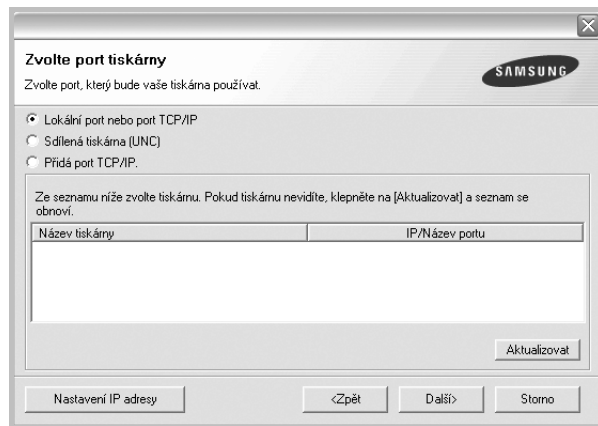 Zvolte port tiskárny
Zvolte port, který bude vaše tiskárna používat.
SAMSUNG
Lokální port nebo port TCP/IP
Sdílená tiskárna (UNC)
Přidá port TCP/IP.
Ze seznamu níže zvolte tiskárnu. Pokud tiskárnu nevidíte, klepněte na [Aktualizovat] a seznam se
obnoví.
Název tiskárny IP/Název portu
Aktualizovat
Nastavení IP adresy <Zpět Další> Storno